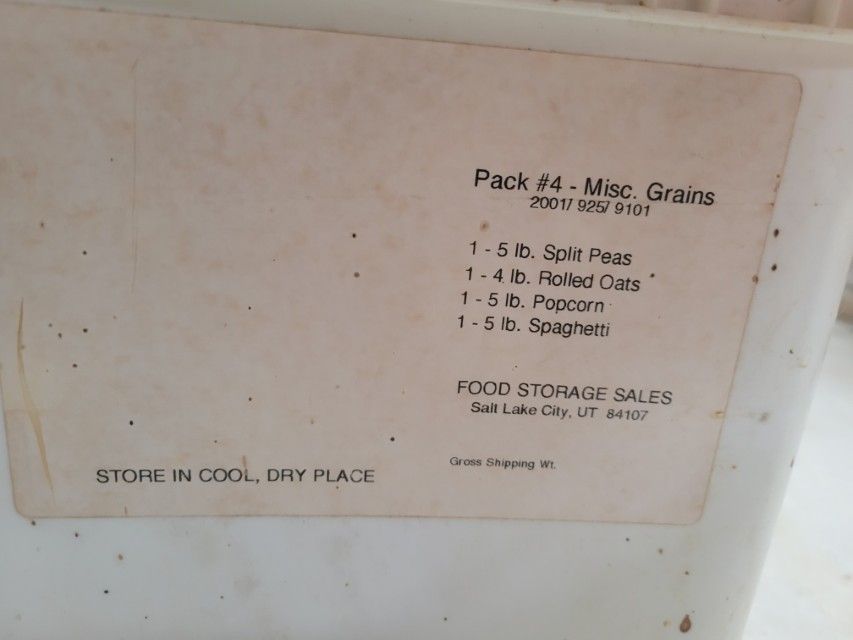 Pack #4 - Misc. Grains
2001/ 925/ 9101
1 - 5 lb. Split Peas
1 - 4 lb. Rolled Oats
1 - 5 lb. Popcorn
1 - 5 lb. Spaghetti
FOOD STORAGE SALES
Salt Lake City, UT 84107
Gross Shipping Wt.
STORE IN COOL, DRY PLACE